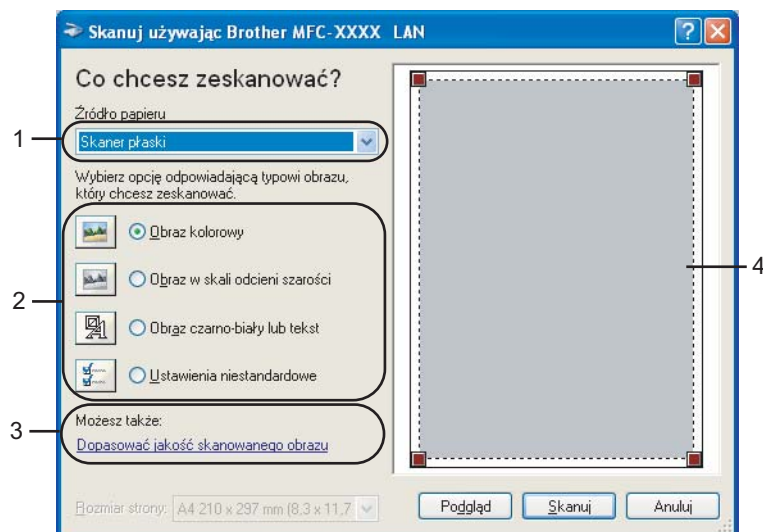 Skanuj używając Brother MFC-XXXX LAN
Co chcesz zeskanować?
Źródło papieru
1
Skaner płaski
Wybierz opcję odpowiadającą typowi obrazu,
który chcesz zeskanować.
Obraz kolorowy
Obraz w skali odcieni szarości
4
2
Obraz czarno-biały lub tekst
Ustawienia niestandardowe
Możesz także:
3
Dopasować jakość skanowanego obrazu
Rozmiar strony: A4 210 x 297 mm (8,3 x 11,7
Podgląd
Skanuj
Anuluj